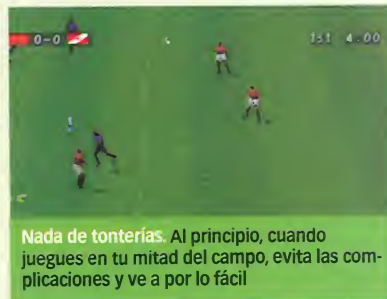 0-0
1ST 4:00
Nada de tonterías. Al principio, cuando
juegues en tu mitad del campo, evita las com-
plicaciones y ve a por lo fácil